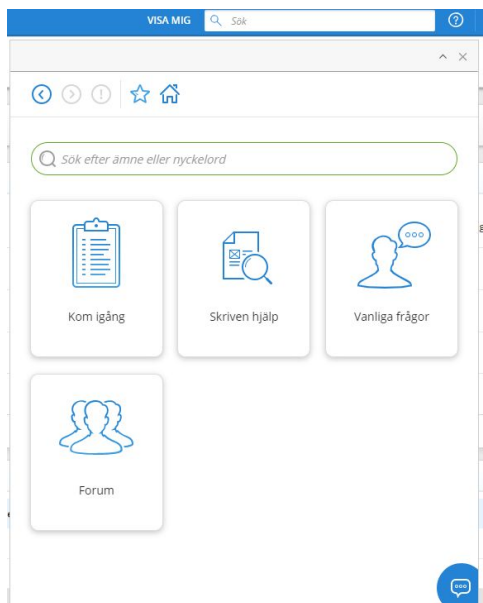 VISA MIG Sök
Sök efter ämne eller nyckelord
Kom igång Skriven hjälp Vanliga frågor
Forum